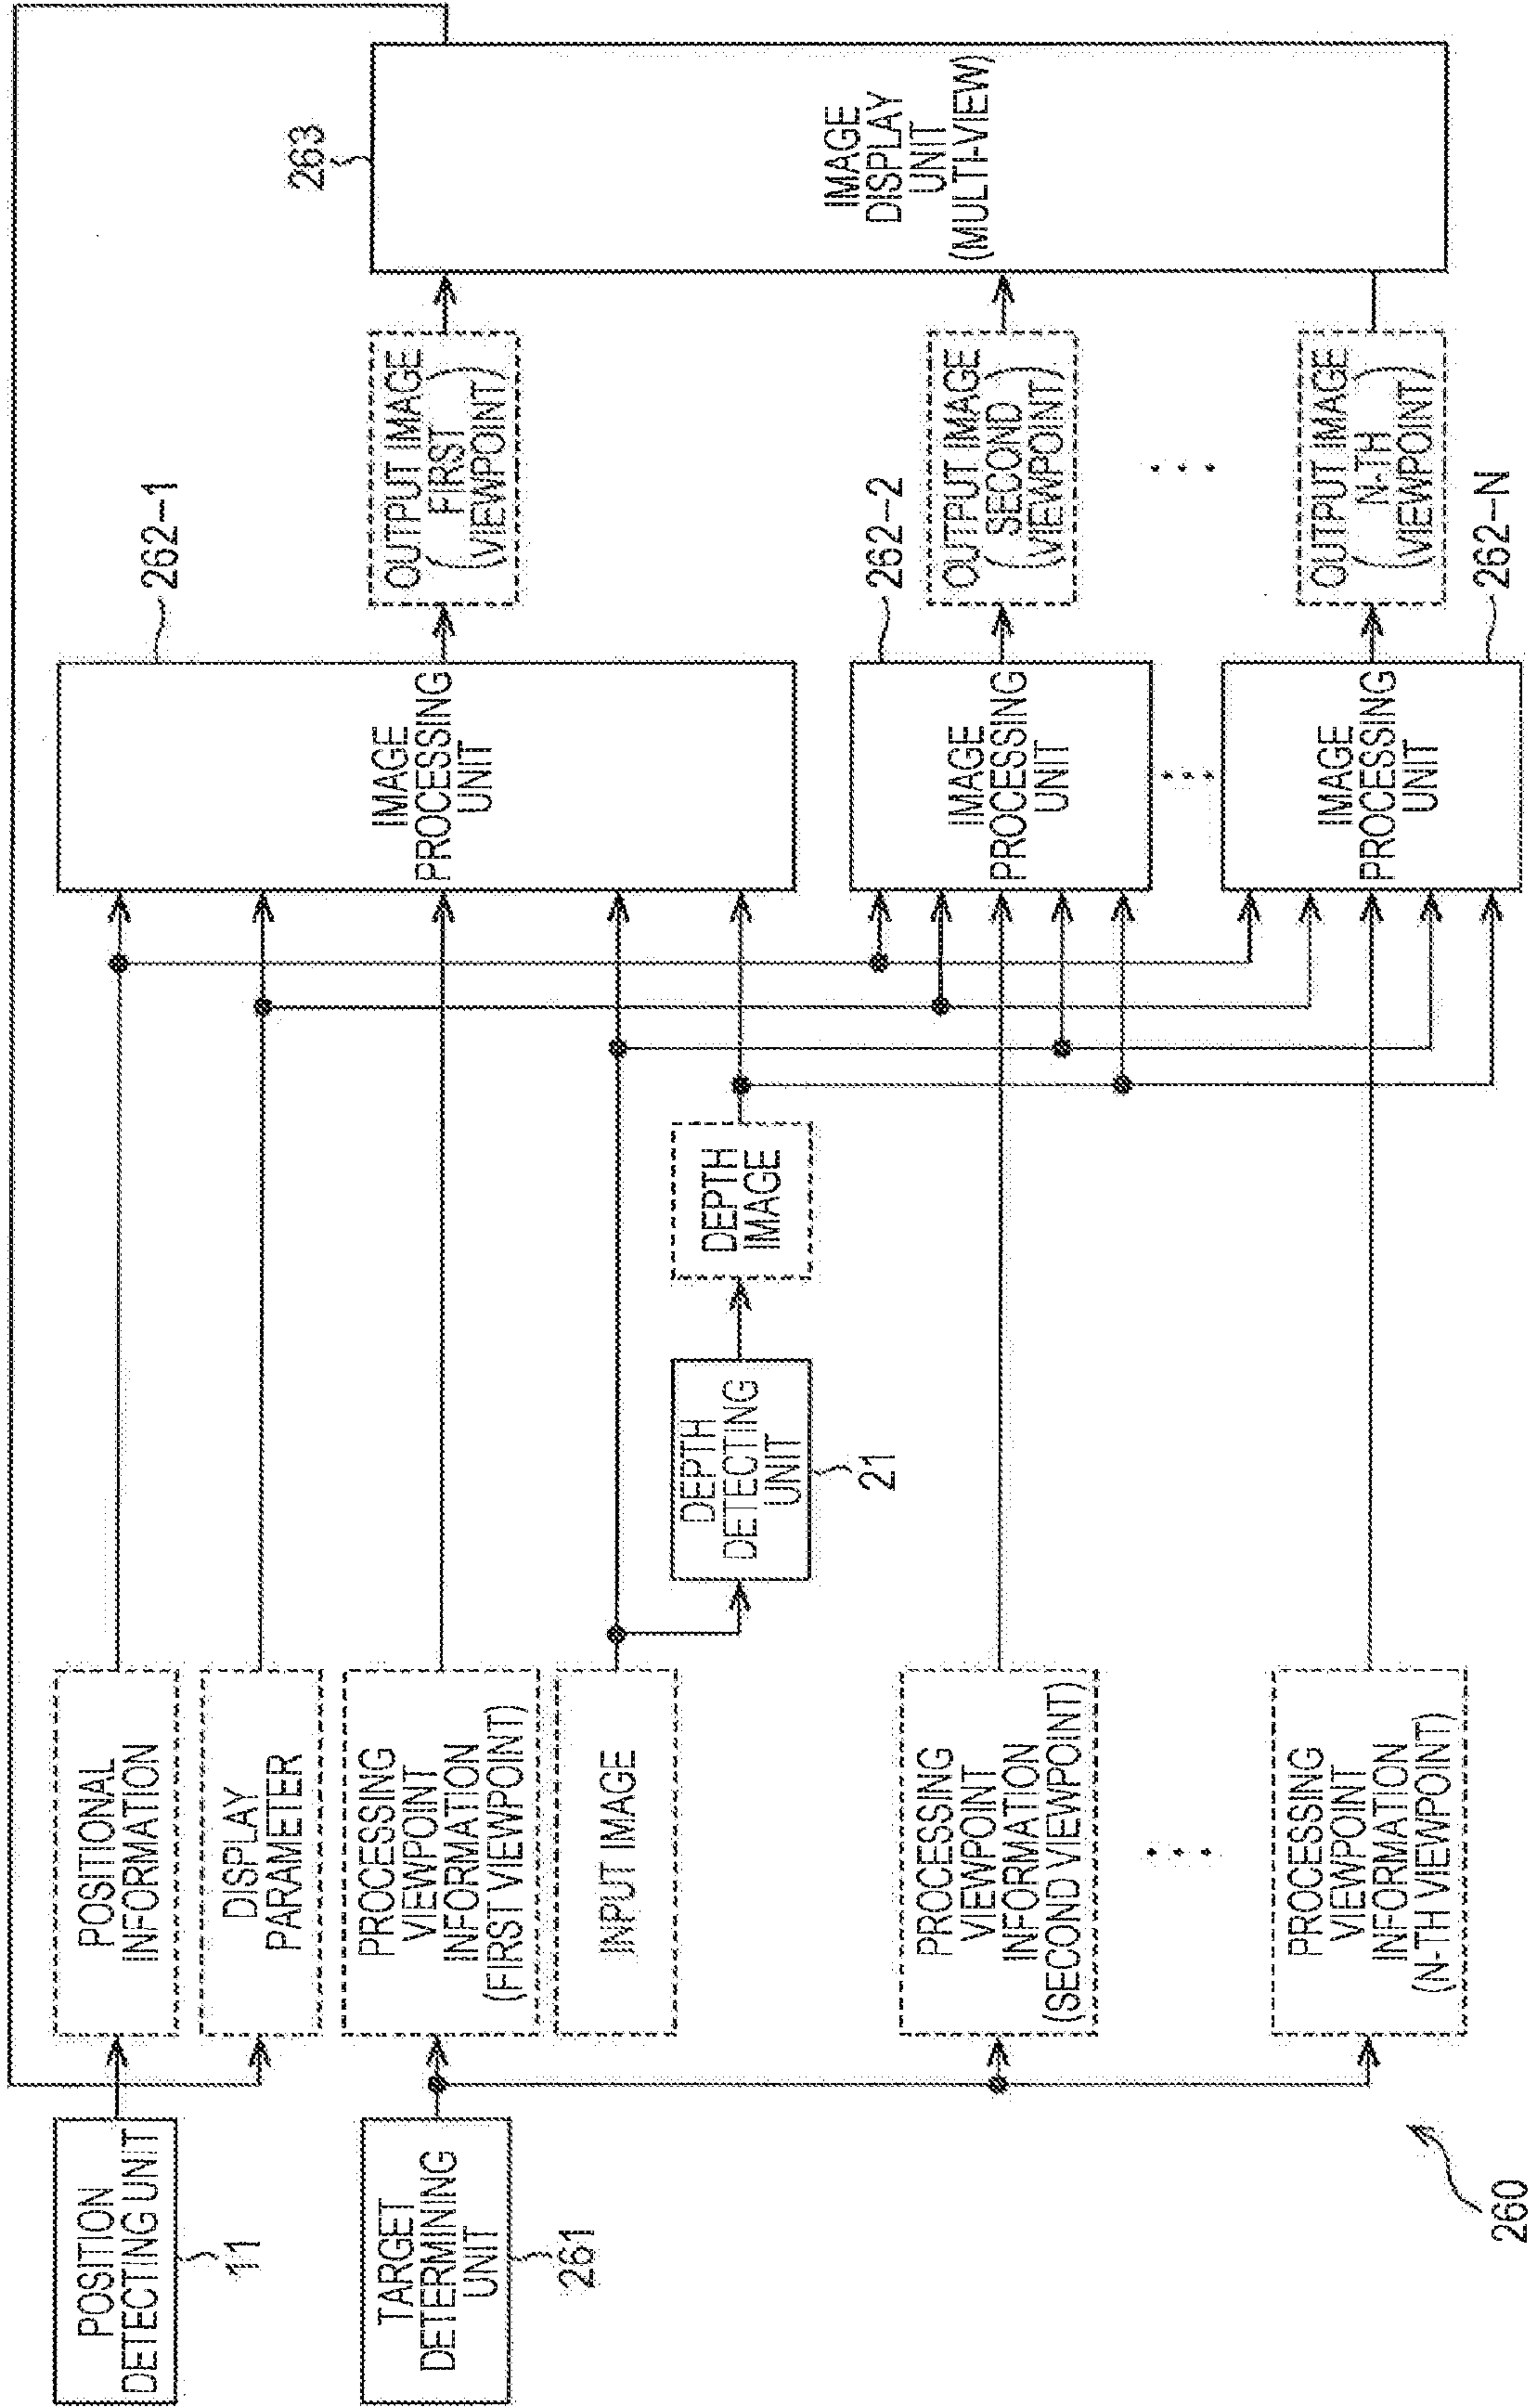 POSITION
DETECTING UNIT
11
POSITIONAL
INFORMATION
DISPLAY
PARAMETER
TARGET
DETERMINING
UNIT
261
PROCESSING
VIEWPOINT
INFORMATION
(FIRST VIEWPOINT)
INPUT IMAGE
DEPTH
DETECTING
UNIT
21
DEPTH
IMAGE
PROCESSING
VIEWPOINT
INFORMATION
(SECOND VIEWPOINT)
...
PROCESSING
VIEWPOINT
INFORMATION
(N-TH VIEWPOINT)
260
IMAGE
PROCESSING
UNIT
262-1
IMAGE
PROCESSING
UNIT
262-2
...
IMAGE
PROCESSING
UNIT
262-N
OUTPUT IMAGE
(FIRST
VIEWPOINT)
OUTPUT IMAGE
(SECOND
VIEWPOINT)
...
OUTPUT IMAGE
(N-TH
VIEWPOINT)
263
IMAGE
DISPLAY
UNIT
(MULTI-VIEW)